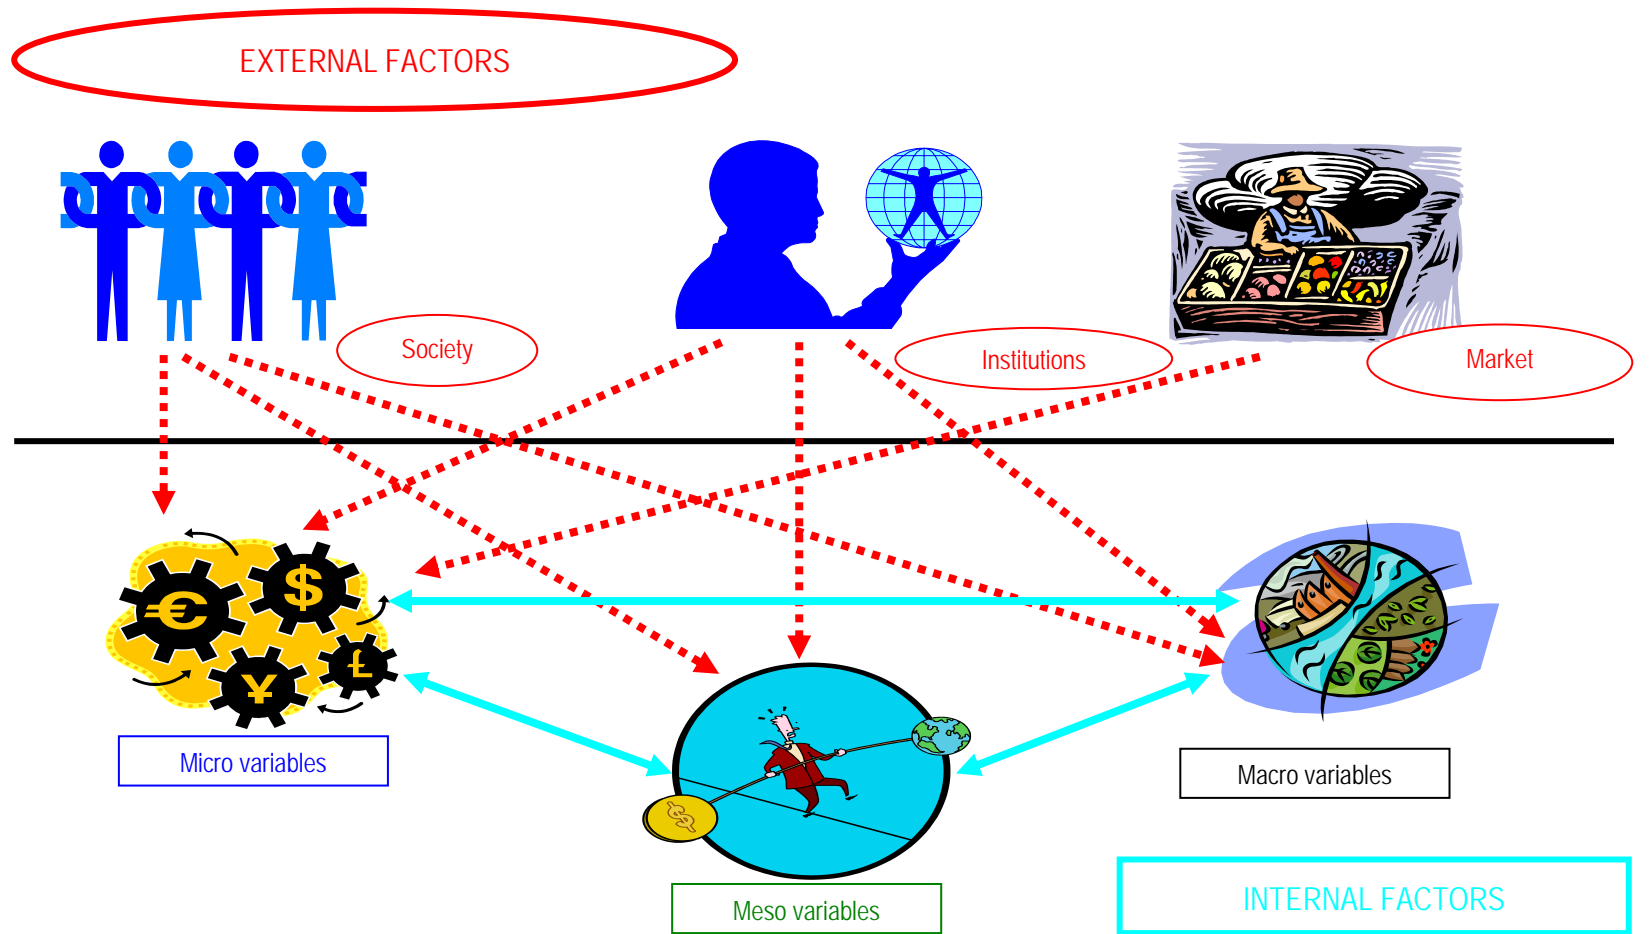 EXTERNAL FACTORS
Society
Institutions
Market
€
$
¥
£
$
Micro variables
Macro variables
Meso variables
INTERNAL FACTORS